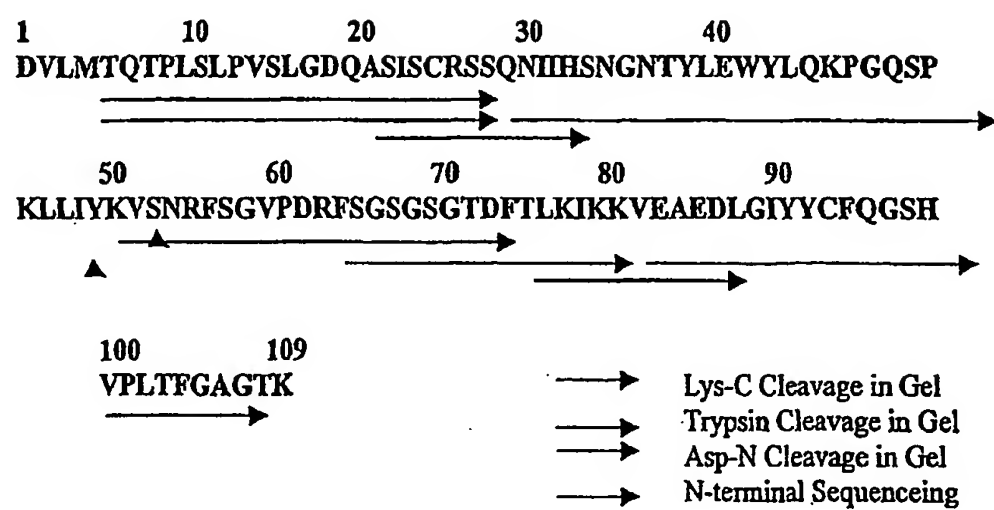 1 10 20 30 40
DVLMTQTPLSLPVSLGDQASISCRSSQNIIHSNGNTYLEWYLQKPGQSP
50 60 70 80 90
KLLIYKVSNRFSGVPDRFSGSGSGTDFTLKIKKVEAEDLGIYYCFQGSH
100 109
VPLTFGAGTK
Lys-C Cleavage in Gel
Trypsin Cleavage in Gel
Asp-N Cleavage in Gel
N-terminal Sequenceing